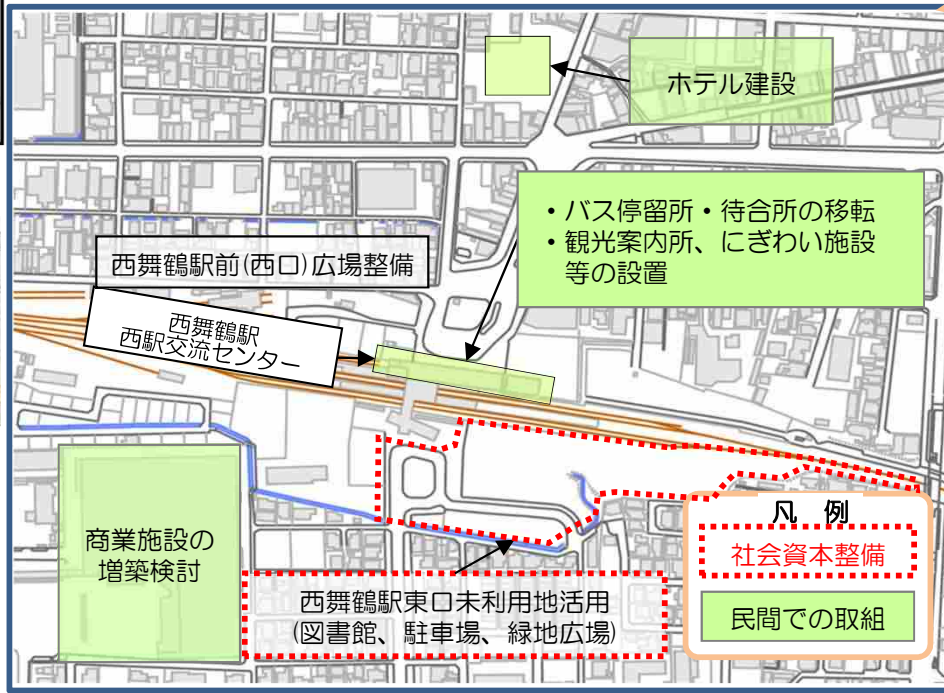 ホテル建設
・バス停留所・待合所の移転
・観光案内所、にぎわい施設
等の設置
西舞鶴駅前(西口)広場整備
西舞鶴駅
西駅交流センター
商業施設の
増築検討
西舞鶴駅東口未利用地活用
(図書館、駐車場、緑地広場)
凡 例
社会資本整備
民間での取組